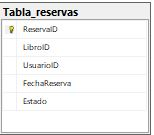 Tabla_reservas
ReservaID
LibroID
UsuarioID
FechaReserva
Estado